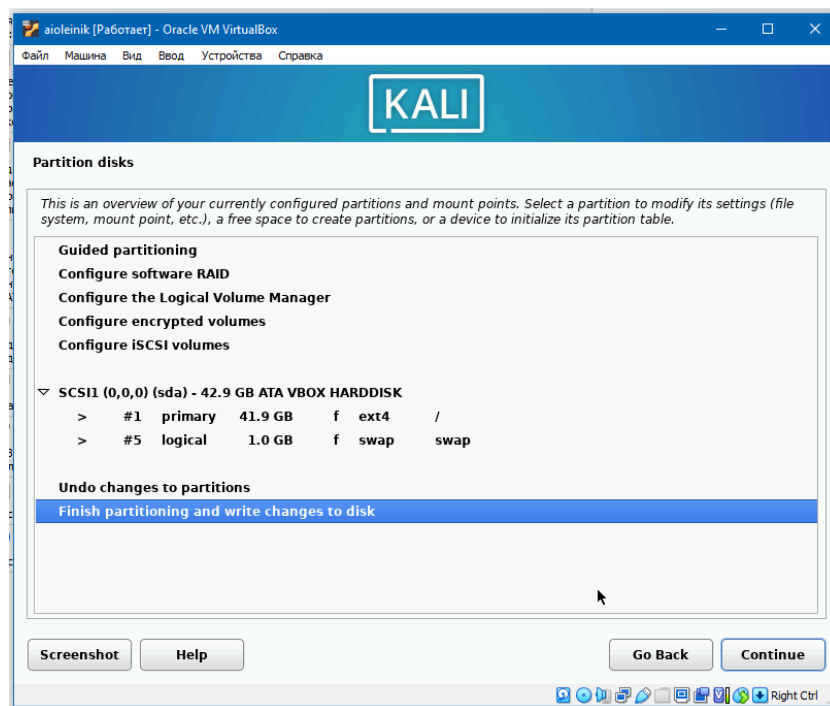 aioleinik [Работает] - Oracle VM VirtualBox
Файл Машина Вид Ввод Устройства Справка
KALI
Partition disks
This is an overview of your currently configured partitions and mount points. Select a partition to modify its settings (file
system, mount point, etc.), a free space to create partitions, or a device to initialize its partition table.
Guided partitioning
Configure software RAID
Configure the Logical Volume Manager
Configure encrypted volumes
Configure iSCSI volumes
SCSI1 (0,0,0) (sda) - 42.9 GB ATA VBOX HARDDISK
> #1 primary 41.9 GB f ext4 /
> #5 logical 1.0 GB f swap swap
Undo changes to partitions
Finish partitioning and write changes to disk
Screenshot Help Go Back Continue
Right Ctrl